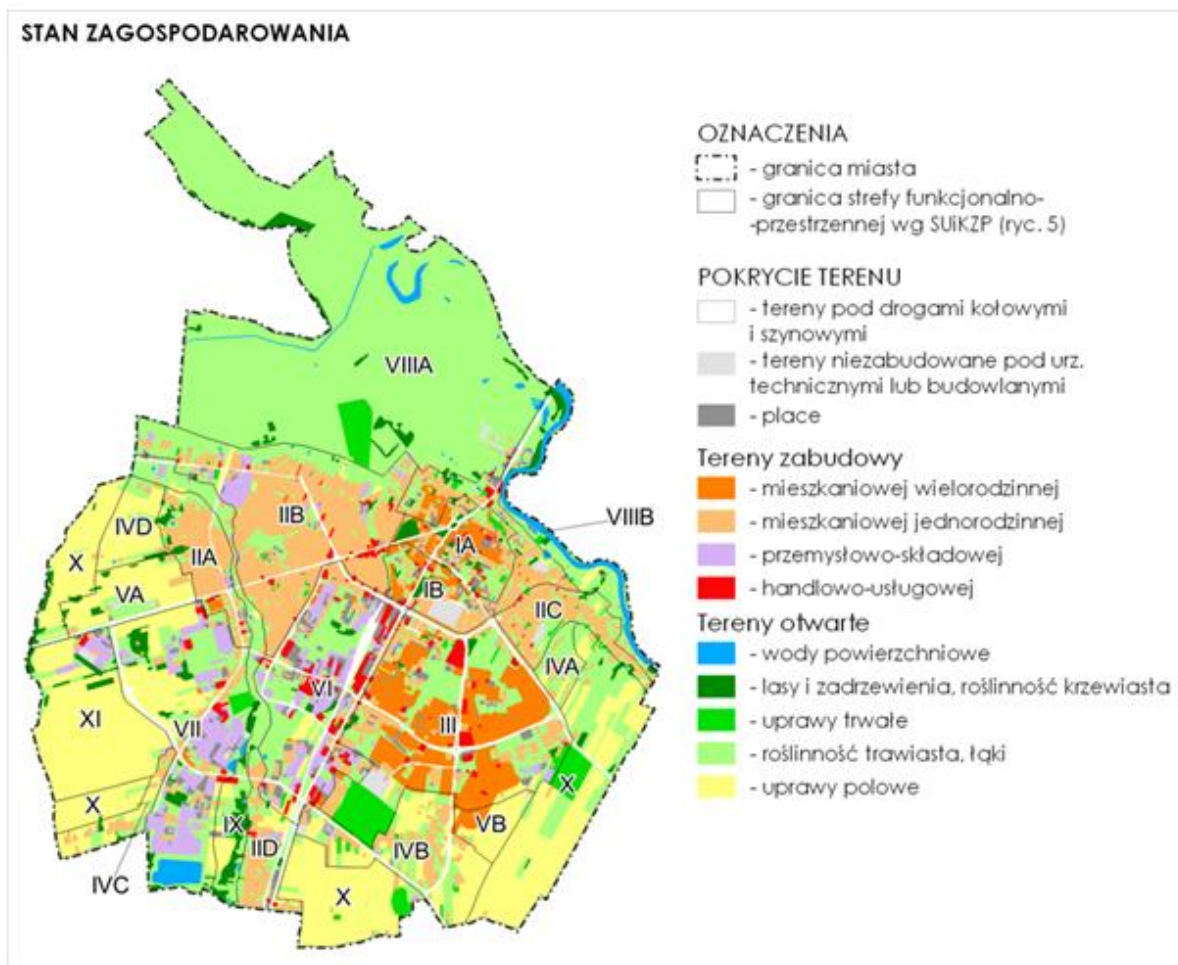 STAN ZAGOSPODAROWANIA
OZNACZENIA
- granica miasta
- granica strefy funkcjonalno-
-przestrzennej wg SUiKZP (ryc. 5)
POKRYCIE TERENU
- tereny pod drogami kołowymi
i szynowymi
- tereny niezabudowane pod urz.
technicznymi lub budowlanymi
- place
Tereny zabudowy
- mieszkaniowej wielorodzinnej
- mieszkaniowej jednorodzinnej
- przemysłowo-składowej
- handlowo-usługowej
Tereny otwarte
- wody powierzchniowe
- lasy i zadrzewienia, roślinność krzewiasta
- uprawy trwałe
- roślinność trawiasta, łąki
- uprawy polowe
VIIIA
VIIIB
IIB
IVD
IA
X
IIA
VA
IB
IIC
IVA
VI
XI
VII
III
X
X
IX
VB
IID
IVB
IVC
X